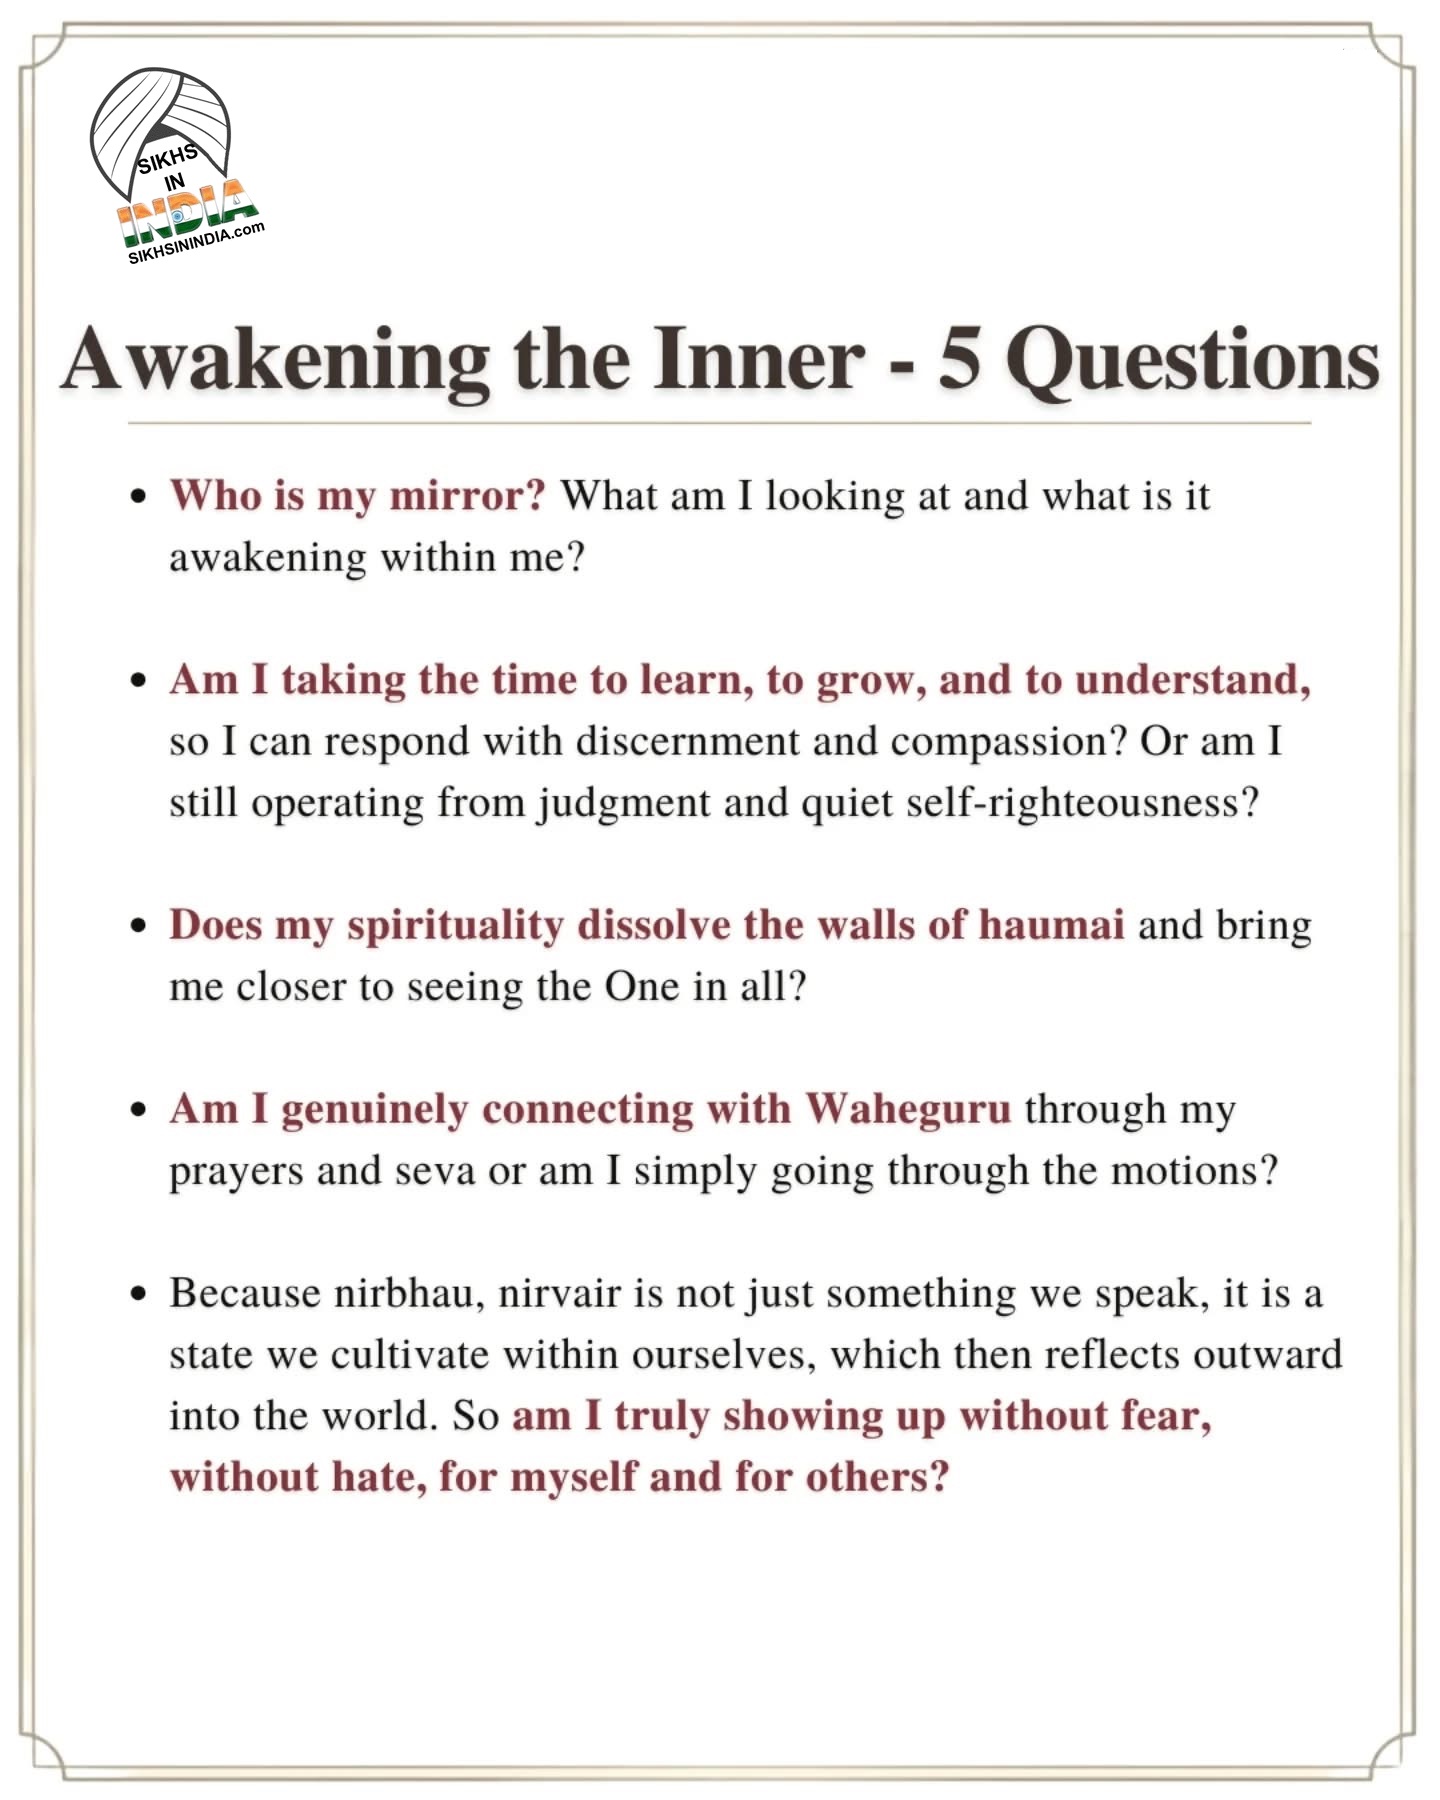 SIKHS
IN
INDIA
SIKHSININDIA.com
Awakening the Inner - 5 Questions
• Who is my mirror? What am I looking at and what is it
awakening within me?
• Am I taking the time to learn, to grow, and to understand,
so I can respond with discernment and compassion? Or am I
still operating from judgment and quiet self-righteousness?
• Does my spirituality dissolve the walls of haumai and bring
me closer to seeing the One in all?
• Am I genuinely connecting with Waheguru through my
prayers and seva or am I simply going through the motions?
• Because nirbhau, nirvair is not just something we speak, it is a
state we cultivate within ourselves, which then reflects outward
into the world. So am I truly showing up without fear,
without hate, for myself and for others?